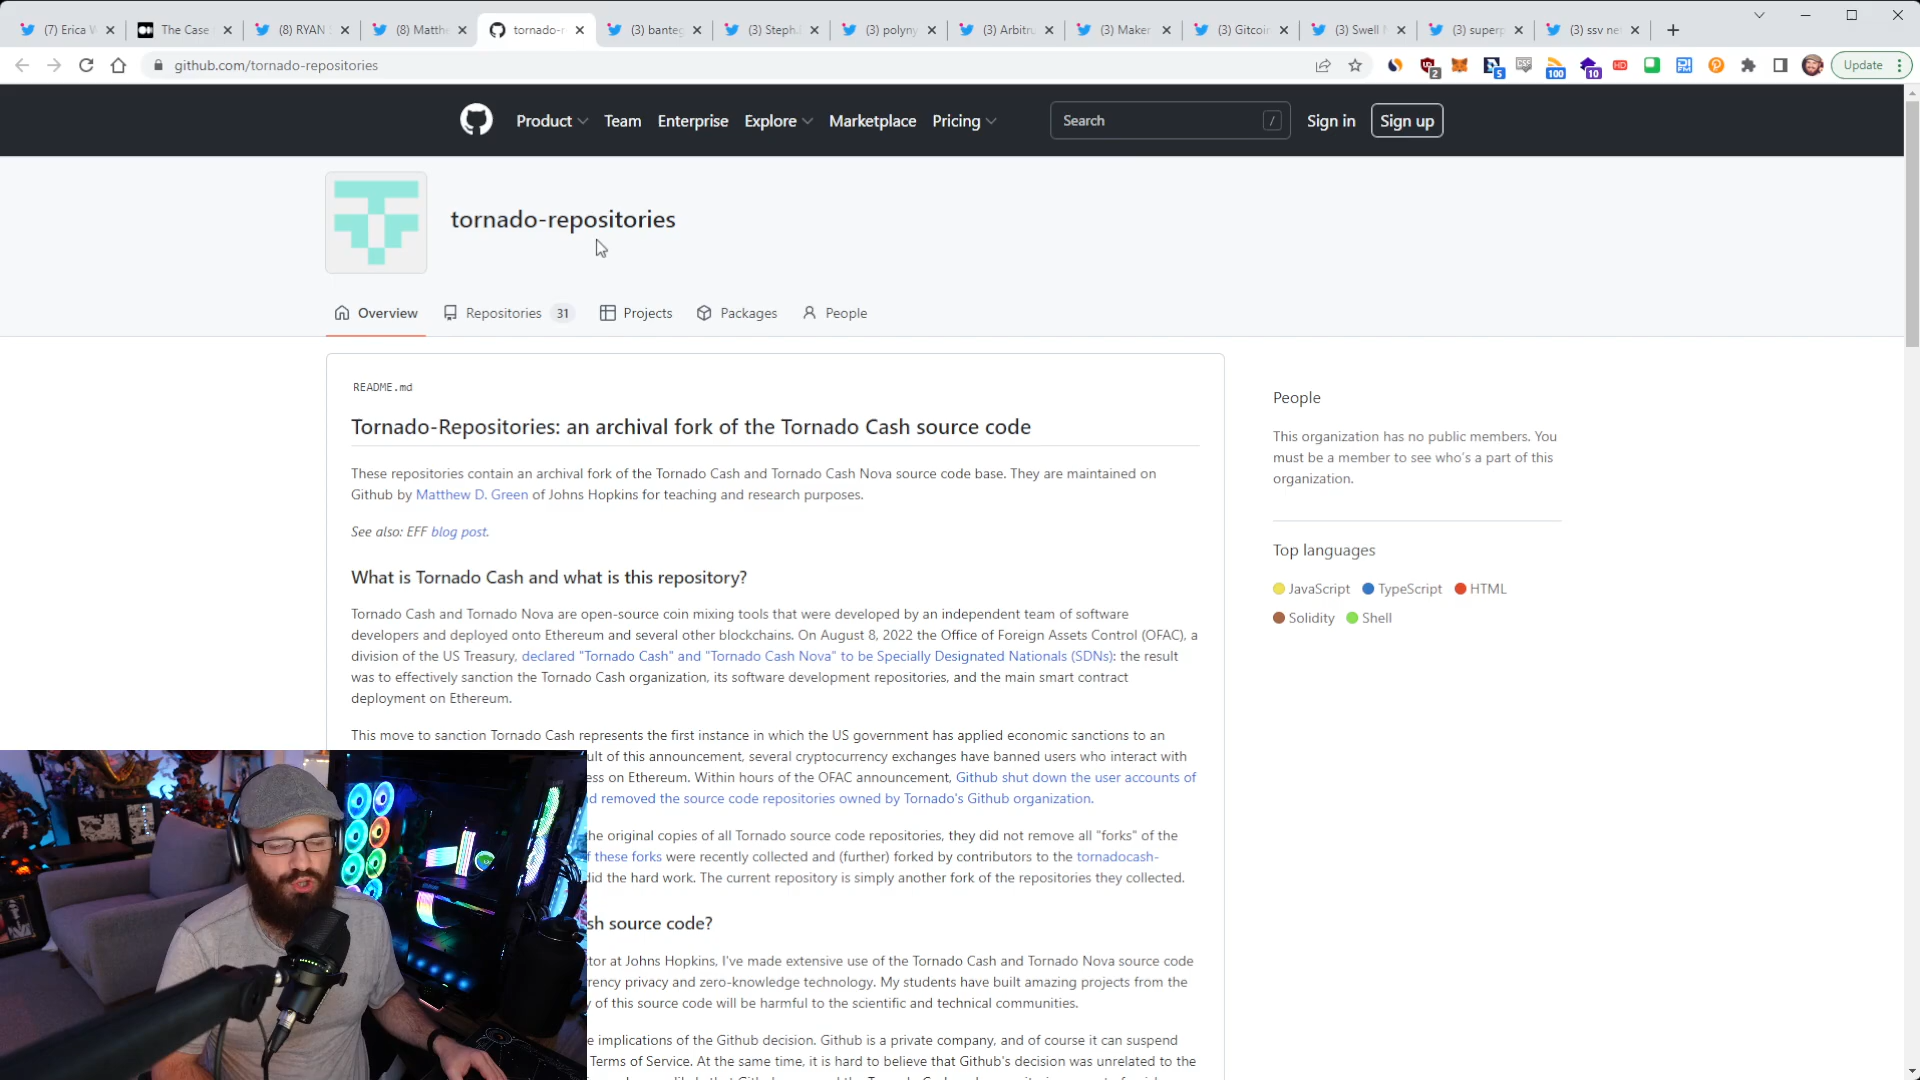 (7) Erica W
The Case
(8) RYAN
(8) Matth
tornado-r
(3) banteg
(3) Steph.
(3) polyny
(3) Arbitru
(3) Maker
(3) Gitcoin
(3) Swell
(3) superp
(3) ssv ne
github.com/tornado-repositories
2
5
CSS
100
10
HD
Update
Product
Team
Enterprise
Explore
Marketplace
Pricing
Search
/
Sign in
Sign up
tornado-repositories
Overview
Repositories 31
Projects
Packages
People
README.md
Tornado-Repositories: an archival fork of the Tornado Cash source code
These repositories contain an archival fork of the Tornado Cash and Tornado Cash Nova source code base. They are maintained on
Github by Matthew D. Green of Johns Hopkins for teaching and research purposes.
See also: EFF blog post.
What is Tornado Cash and what is this repository?
Tornado Cash and Tornado Nova are open-source coin mixing tools that were developed by an independent team of software
developers and deployed onto Ethereum and several other blockchains. On August 8, 2022 the Office of Foreign Assets Control (OFAC), a
division of the US Treasury, declared "Tornado Cash" and "Tornado Cash Nova" to be Specially Designated Nationals (SDNs): the result
was to effectively sanction the Tornado Cash organization, its software development repositories, and the main smart contract
deployment on Ethereum.
This move to sanction Tornado Cash represents the first instance in which the US government has applied economic sanctions to an
ult of this announcement, several cryptocurrency exchanges have banned users who interact with
ess on Ethereum. Within hours of the OFAC announcement, Github shut down the user accounts of
d removed the source code repositories owned by Tornado's Github organization.
he original copies of all Tornado source code repositories, they did not remove all "forks" of the
f these forks were recently collected and (further) forked by contributors to the tornadocash-
did the hard work. The current repository is simply another fork of the repositories they collected.
sh source code?
tor at Johns Hopkins, I've made extensive use of the Tornado Cash and Tornado Nova source code
rency privacy and zero-knowledge technology. My students have built amazing projects from the
y of this source code will be harmful to the scientific and technical communities.
e implications of the Github decision. Github is a private company, and of course it can suspend
Terms of Service. At the same time, it is hard to believe that Github's decision was unrelated to the
People
This organization has no public members. You
must be a member to see who's a part of this
organization.
Top languages
JavaScript
TypeScript
HTML
Solidity
Shell